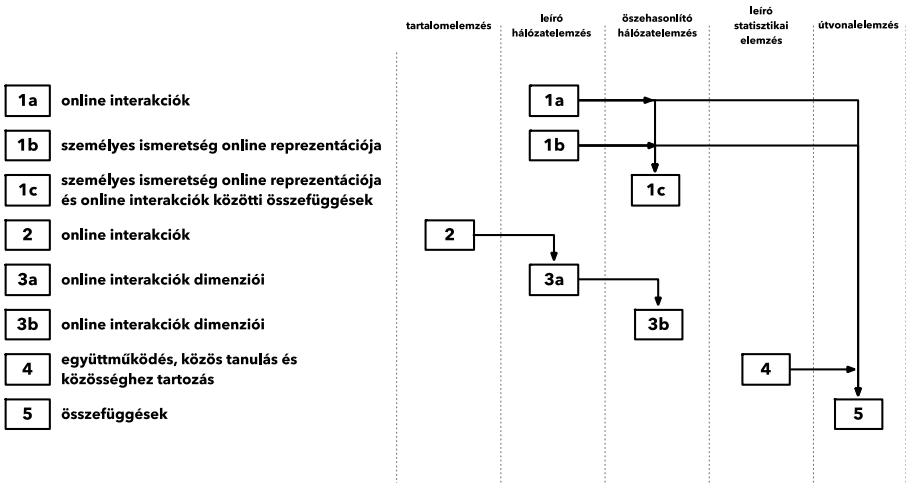 tartalomelemzés
leíró
hálózatelemzés
öszehasonlító
hálózatelemzés
leíró
statisztikai
elemzés
útvonalelemzés
1a online interakciók 1a
1b személyes ismeretség online reprezentációja 1b
1c személyes ismeretség online reprezentációja
és online interakciók közötti összefüggések 1c
2 online interakciók 2
3a online interakciók dimenziói 3a
3b online interakciók dimenziói 3b
4 együttműködés, közös tanulás és
közösséghez tartozás 4
5 összefüggések 5